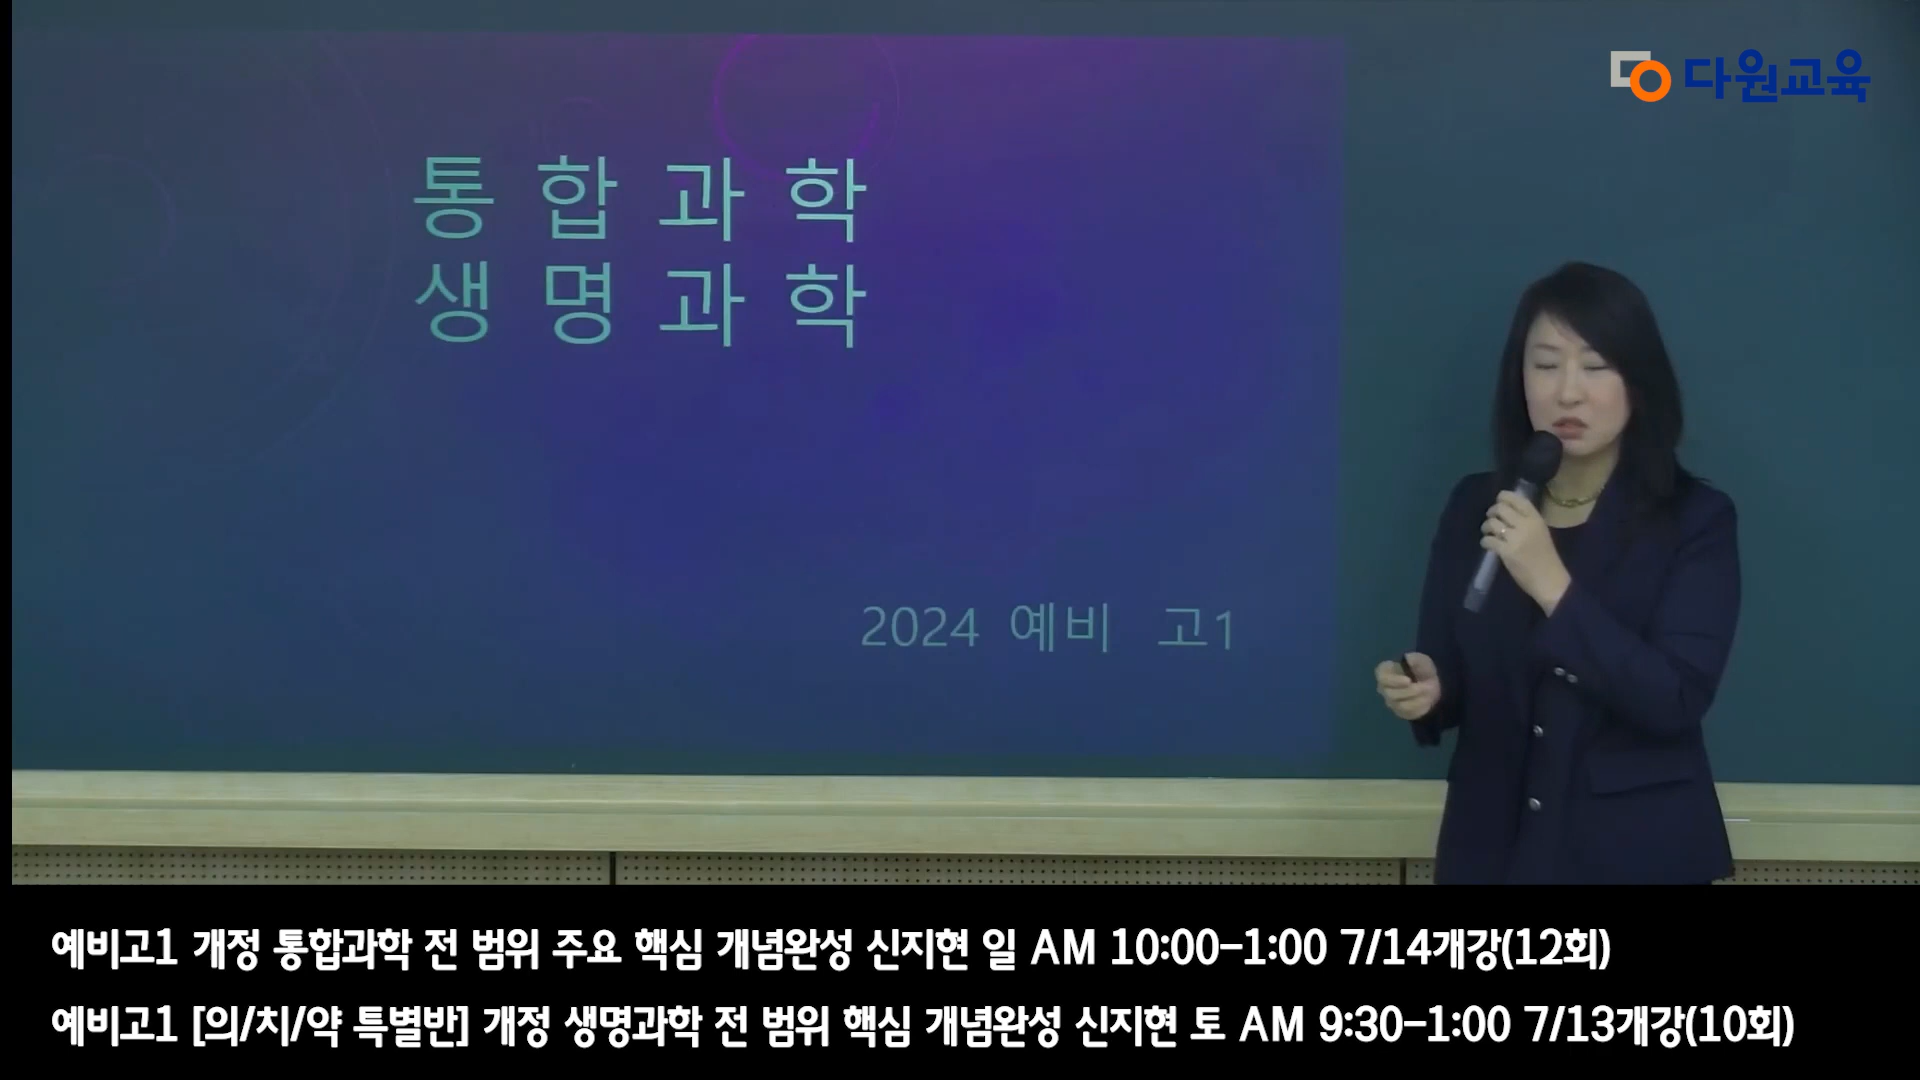 다원교육
통합과학
생명과학
2024 예비 고1
예비고1 개정 통합과학 전 범위 주요 핵심 개념완성 신지현 일 AM 10:00-1:00 7/14개강(12회)
예비고1 [의/치/약 특별반] 개정 생명과학 전 범위 핵심 개념완성 신지현 토 AM 9:30-1:00 7/13개강(10회)